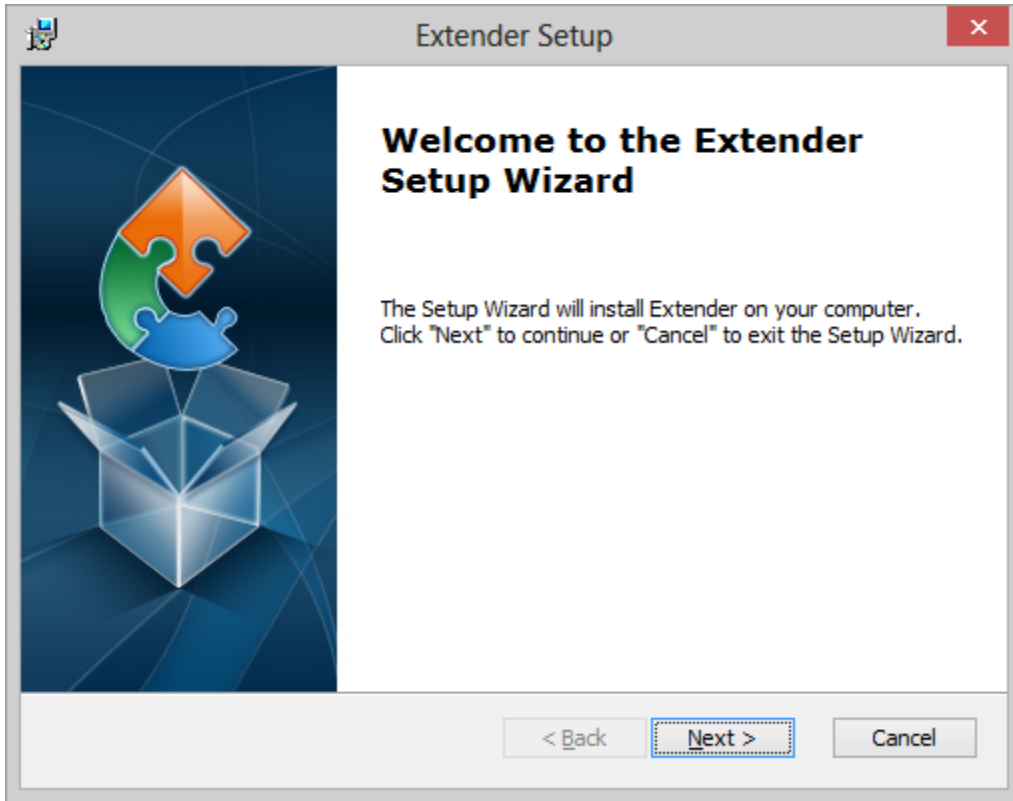 Extender Setup
Welcome to the Extender
Setup Wizard
The Setup Wizard will install Extender on your computer.
Click "Next" to continue or "Cancel" to exit the Setup Wizard.
< Back Next > Cancel